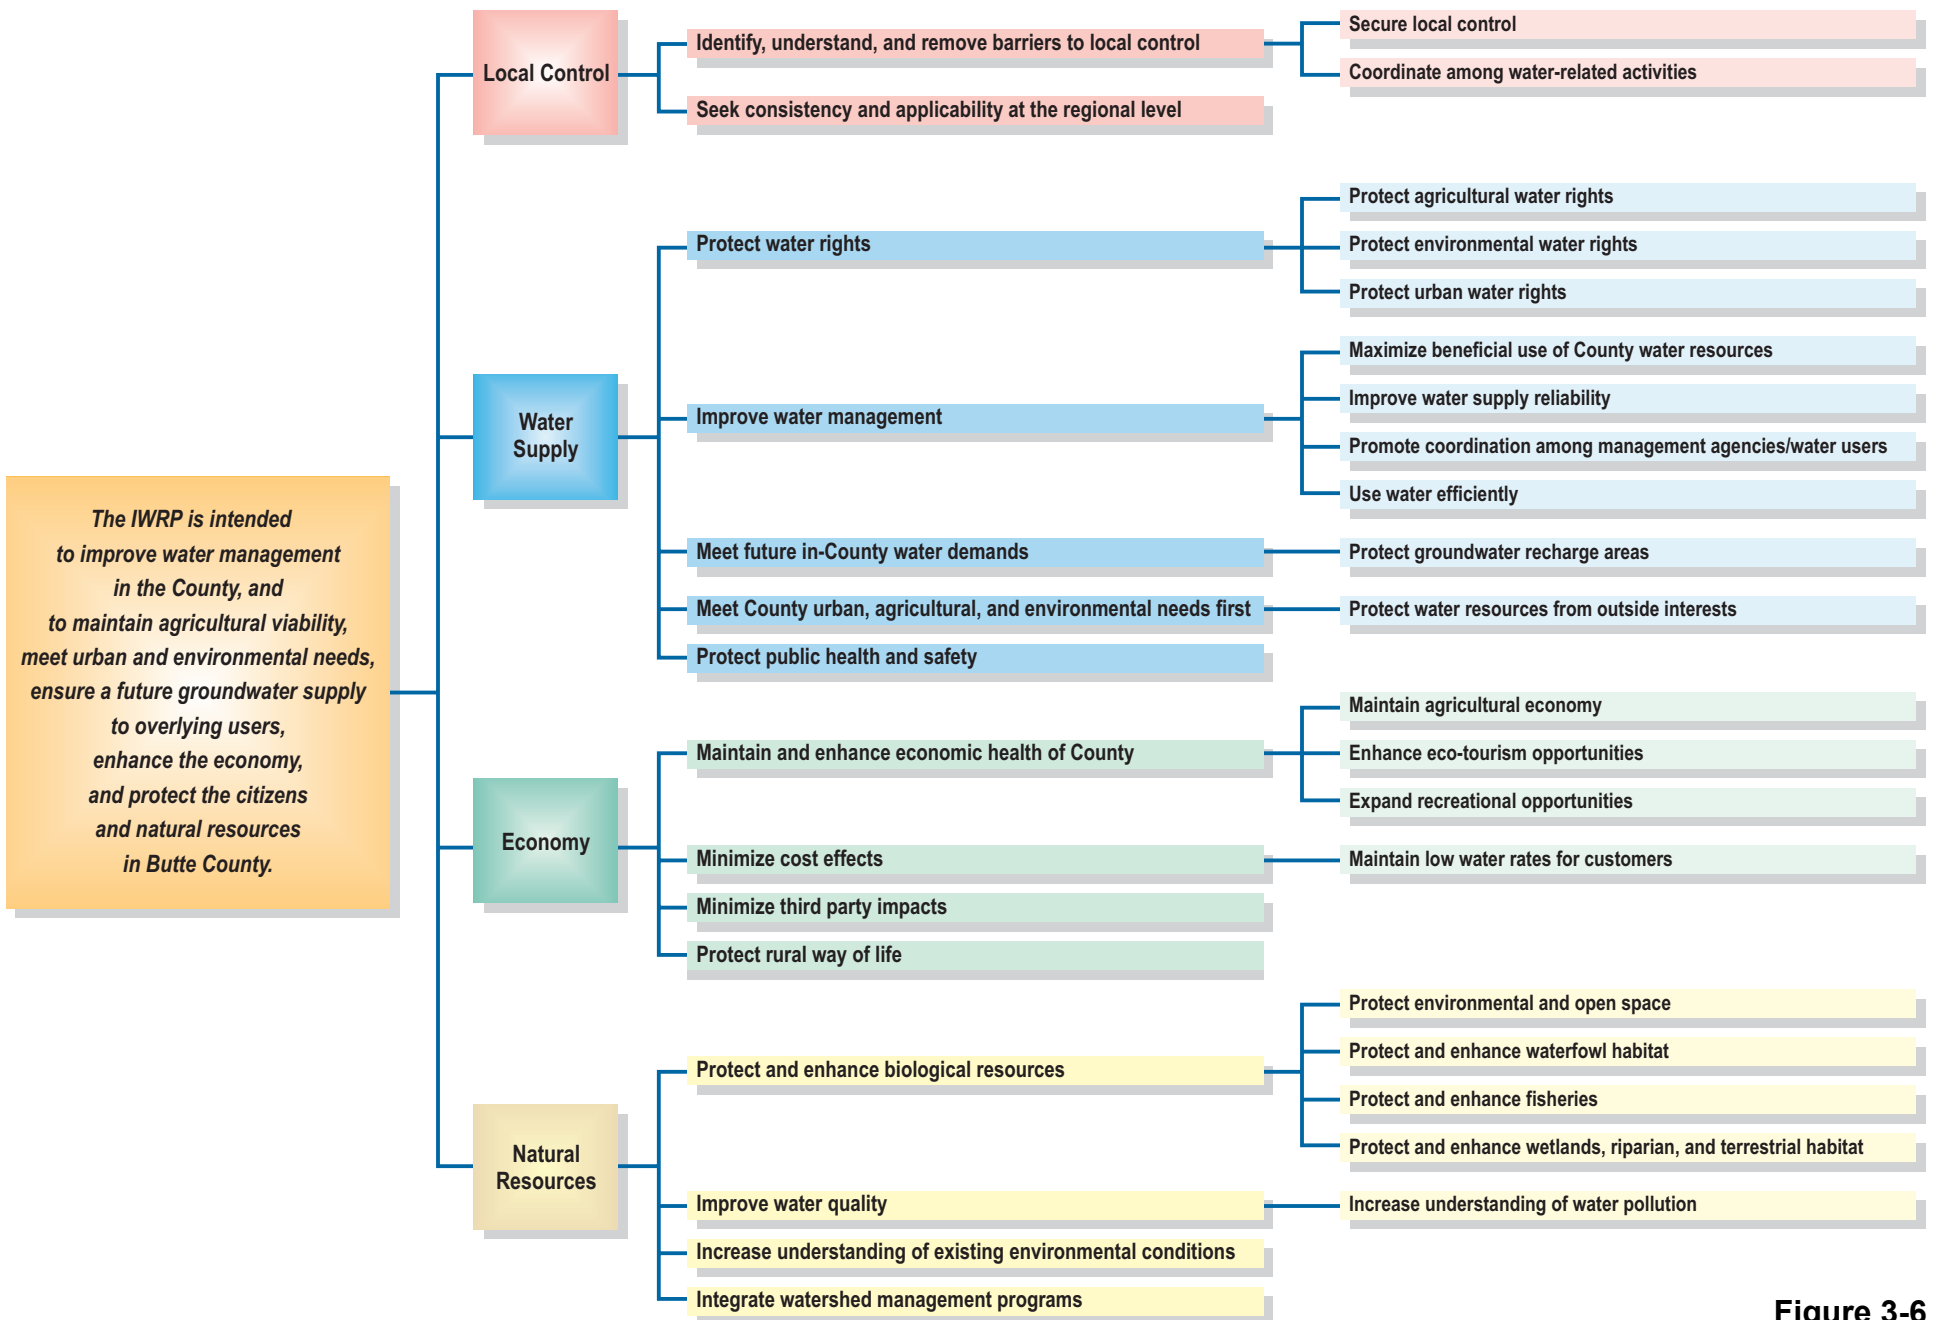 The IWRP is intended
to improve water management
in the County, and
to maintain agricultural viability,
meet urban and environmental needs,
ensure a future groundwater supply
to overlying users,
enhance the economy,
and protect the citizens
and natural resources
in Butte County.
Local Control
Identify, understand, and remove barriers to local control
Secure local control
Coordinate among water-related activities
Seek consistency and applicability at the regional level
Water
Supply
Protect water rights
Protect agricultural water rights
Protect environmental water rights
Protect urban water rights
Improve water management
Maximize beneficial use of County water resources
Improve water supply reliability
Promote coordination among management agencies/water users
Use water efficiently
Meet future in-County water demands
Protect groundwater recharge areas
Meet County urban, agricultural, and environmental needs first
Protect water resources from outside interests
Protect public health and safety
Economy
Maintain and enhance economic health of County
Maintain agricultural economy
Enhance eco-tourism opportunities
Expand recreational opportunities
Minimize cost effects
Maintain low water rates for customers
Minimize third party impacts
Protect rural way of life
Natural
Resources
Protect and enhance biological resources
Protect environmental and open space
Protect and enhance waterfowl habitat
Protect and enhance fisheries
Protect and enhance wetlands, riparian, and terrestrial habitat
Improve water quality
Increase understanding of water pollution
Increase understanding of existing environmental conditions
Integrate watershed management programs
Figure 3-6